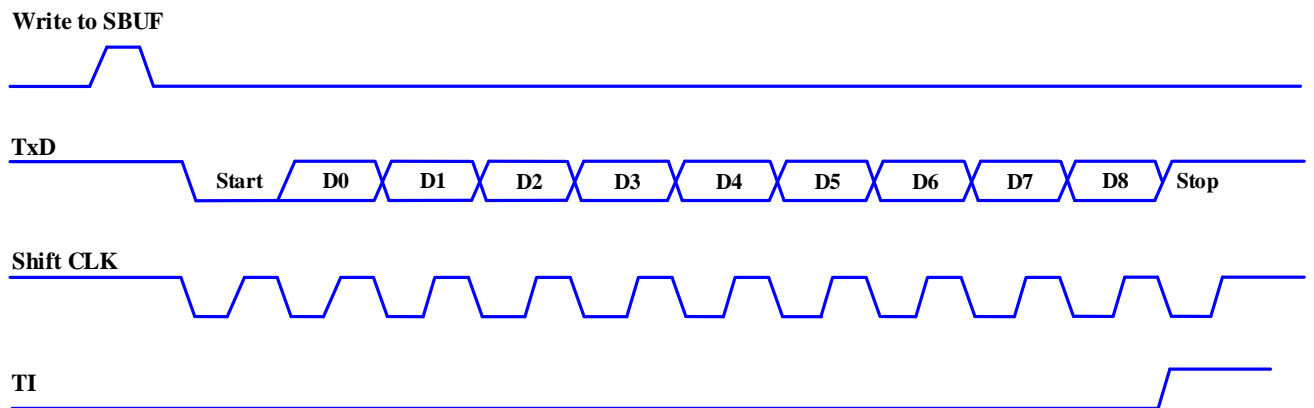 Write to SBUF
TxD
Start D0 D1 D2 D3 D4 D5 D6 D7 D8 Stop
Shift CLK
TI